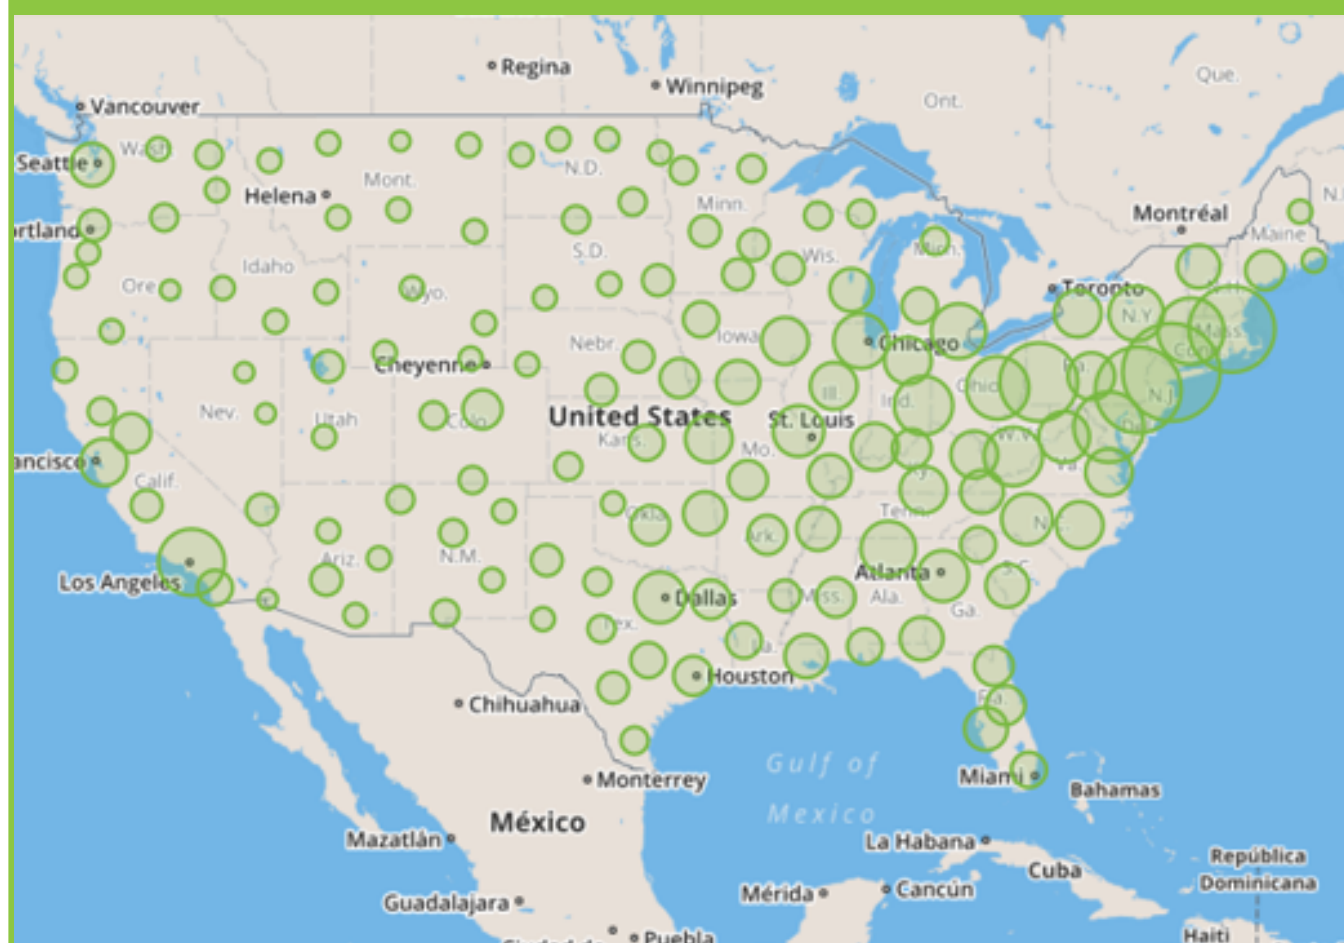 Regina
Winnipeg
Que.
Ont.
Vancouver
Wash.
Seattle
N.D.
Mont.
Helena
Minn.
Montréal
Maine
rtland
Mich.
S.D.
Wis.
Idaho
Ore
Wyo.
Toronto
N.H.
N.Y
Mass.
Iowa
Nebr.
Chicago
Con
Cheyenne
Pa.
Ohio
Ill.
Ind.
N.J.
Nev.
Utah
Colo.
United States
St. Louis
De
Kans.
W.V.
Mo.
Va.
ancisco
Ky.
Calif.
Okla.
Tenn.
N.C.
Ark.
Ariz.
N.M.
Los Angeles
Atlanta
S.C.
Dallas
Miss.
Ala.
Ga.
Tex.
La.
Houston
Chihuahua
Fla.
Gulf of
Mexico
Miami
Monterrey
Bahamas
México
Mazatlán
La Habana
República
Dominicana
Cuba
Mérida
Cancún
Guadalajara
Puebla
Haiti